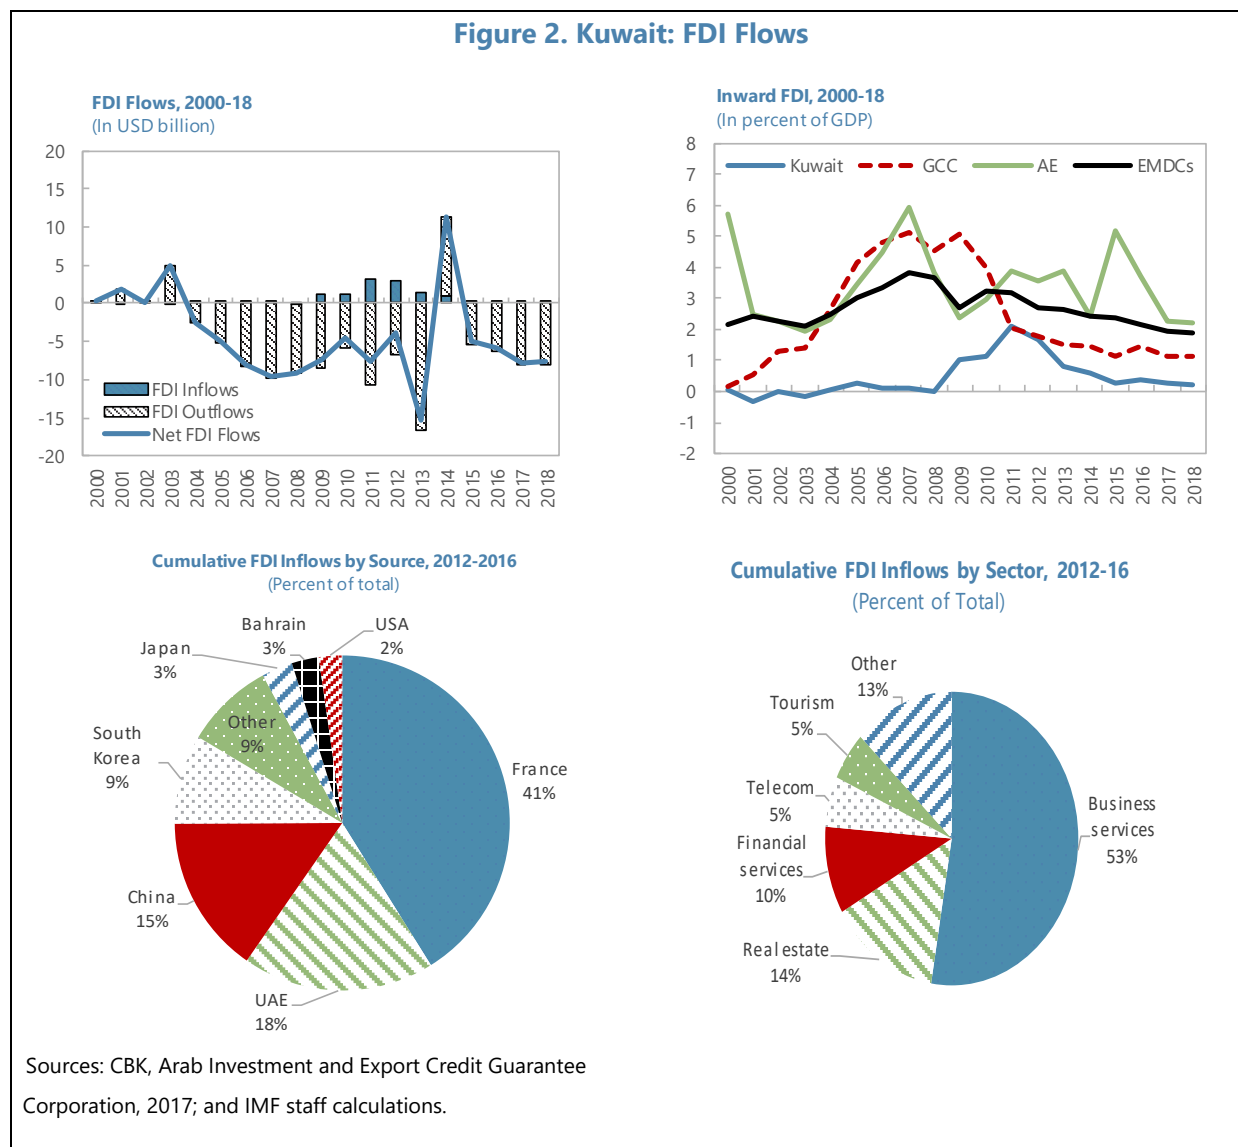 Figure 2. Kuwait: FDI Flows
FDI Flows, 2000-18
(In USD billion)
20
15
10
5
0
-5
-10
-15
-20
FDI Inflows
FDI Outflows
Net FDI Flows
2000
2001
2002
2003
2004
2005
2006
2007
2008
2009
2010
2011
2012
2013
2014
2015
2016
2017
2018
Inward FDI, 2000-18
(In percent of GDP)
8
7
6
5
4
3
2
1
0
-1
-2
Kuwait
GCC
AE
EMDCs
2000
2001
2002
2003
2004
2005
2006
2007
2008
2009
2010
2011
2012
2013
2014
2015
2016
2017
2018
Cumulative FDI Inflows by Source, 2012-2016
(Percent of total)
Bahrain
3%
USA
2%
Japan
3%
Other
9%
South
Korea
9%
France
41%
China
15%
UAE
18%
Cumulative FDI Inflows by Sector, 2012-16
(Percent of Total)
Other
13%
Tourism
5%
Telecom
5%
Financial
services
10%
Business
services
53%
Real estate
14%
Sources: CBK, Arab Investment and Export Credit Guarantee
Corporation, 2017; and IMF staff calculations.